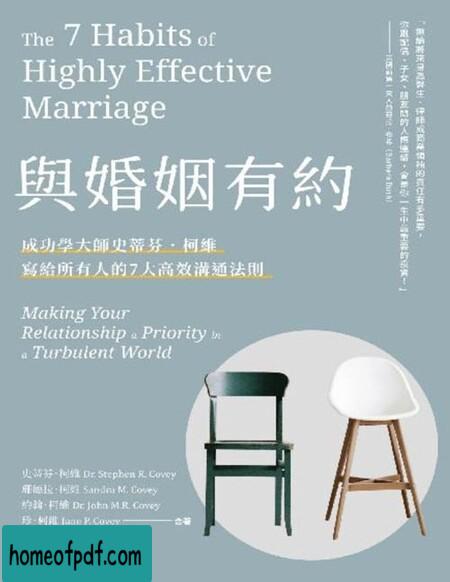 The 7 Habits of
Highly Effective
Marriage
與婚姻有約
成功學大師史蒂芬．柯維
寫給所有人的7大高效溝通法則
Making Your
Relationship a Priority in
a Turbulent World
史蒂芬·柯維 Dr. Stephen R. Covey
珊德拉·柯維 Sandra M. Covey
約翰·柯維 Dr. John M.R. Covey
珍·柯維 Jane P. Covey
合著
homeofpdf.com